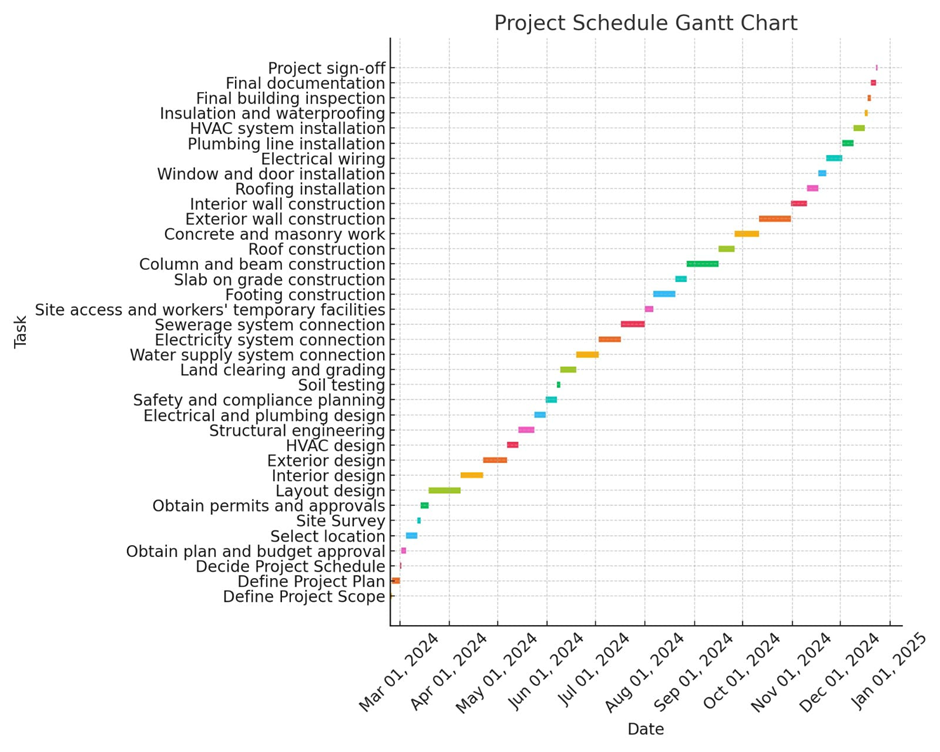 Project Schedule Gantt Chart
Project sign-off
Final documentation
Final building inspection
Insulation and waterproofing
HVAC system installation
Plumbing line installation
Electrical wiring
Window and door installation
Roofing installation
Interior wall construction
Exterior wall construction
Concrete and masonry work
Roof construction
Column and beam construction
Slab on grade construction
Footing construction
Site access and workers' temporary facilities
Sewerage system connection
Electricity system connection
Water supply system connection
Land clearing and grading
Soil testing
Safety and compliance planning
Electrical and plumbing design
Structural engineering
HVAC design
Exterior design
Interior design
Layout design
Obtain permits and approvals
Site Survey
Select location
Obtain plan and budget approval
Decide Project Schedule
Define Project Plan
Define Project Scope
Task
Mar 01, 2024
Apr 01, 2024
May 01, 2024
Jun 01, 2024
Jul 01, 2024
Aug 01, 2024
Sep 01, 2024
Oct 01, 2024
Nov 01, 2024
Dec 01, 2024
Jan 01, 2025
Date